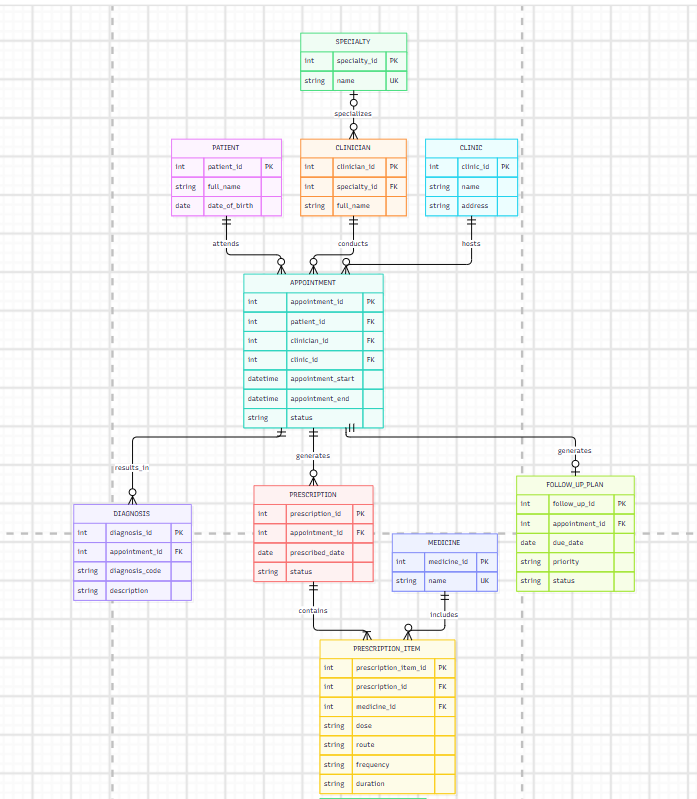 SPECIALTY
int specialty_id PK
string name UK
specializes
PATIENT
int patient_id PK
string full_name
date date_of_birth
CLINICIAN
int clinician_id PK
int specialty_id FK
string full_name
CLINIC
int clinic_id PK
string name
string address
attends
conducts
hosts
APPOINTMENT
int appointment_id PK
int patient_id FK
int clinician_id FK
int clinic_id FK
datetime appointment_start
datetime appointment_end
string status
results_in
generates
generates
DIAGNOSIS
int diagnosis_id PK
int appointment_id FK
string diagnosis_code
string description
PRESCRIPTION
int prescription_id PK
int appointment_id FK
date prescribed_date
string status
MEDICINE
int medicine_id PK
string name UK
FOLLOW_UP_PLAN
int follow_up_id PK
int appointment_id FK
date due_date
string priority
string status
contains
includes
PRESCRIPTION_ITEM
int prescription_item_id PK
int prescription_id FK
int medicine_id FK
string dose
string route
string frequency
string duration